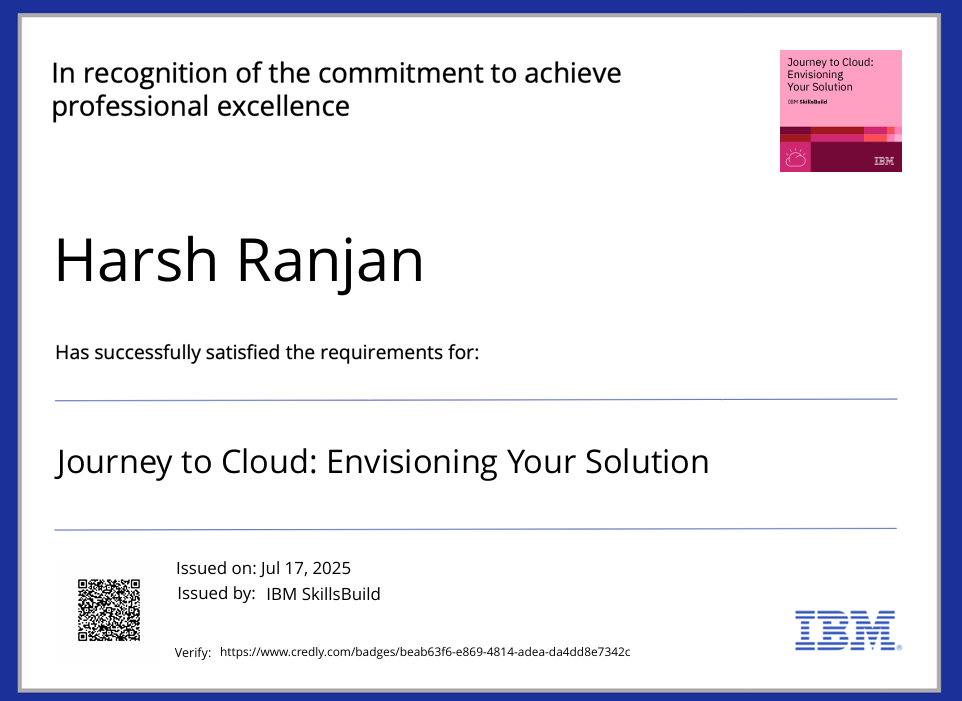 In recognition of the commitment to achieve
professional excellence
Journey to Cloud:
Envisioning
Your Solution
IBM SkillsBuild
IBM
Harsh Ranjan
Has successfully satisfied the requirements for:
Journey to Cloud: Envisioning Your Solution
Issued on: Jul 17, 2025
Issued by: IBM SkillsBuild
Verify: https://www.credly.com/badges/beab63f6-e869-4814-adea-da4dd8e7342c
IBM®